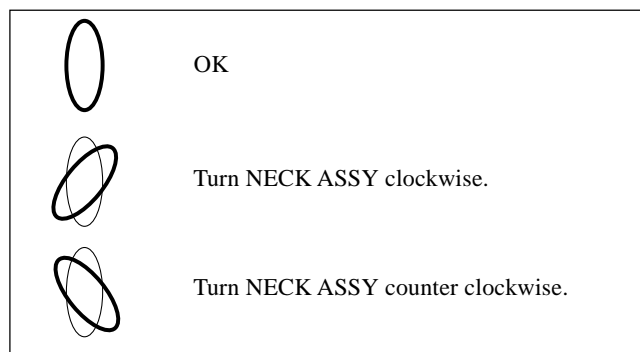 OK
Turn NECK ASSY clockwise.
Turn NECK ASSY counter clockwise.